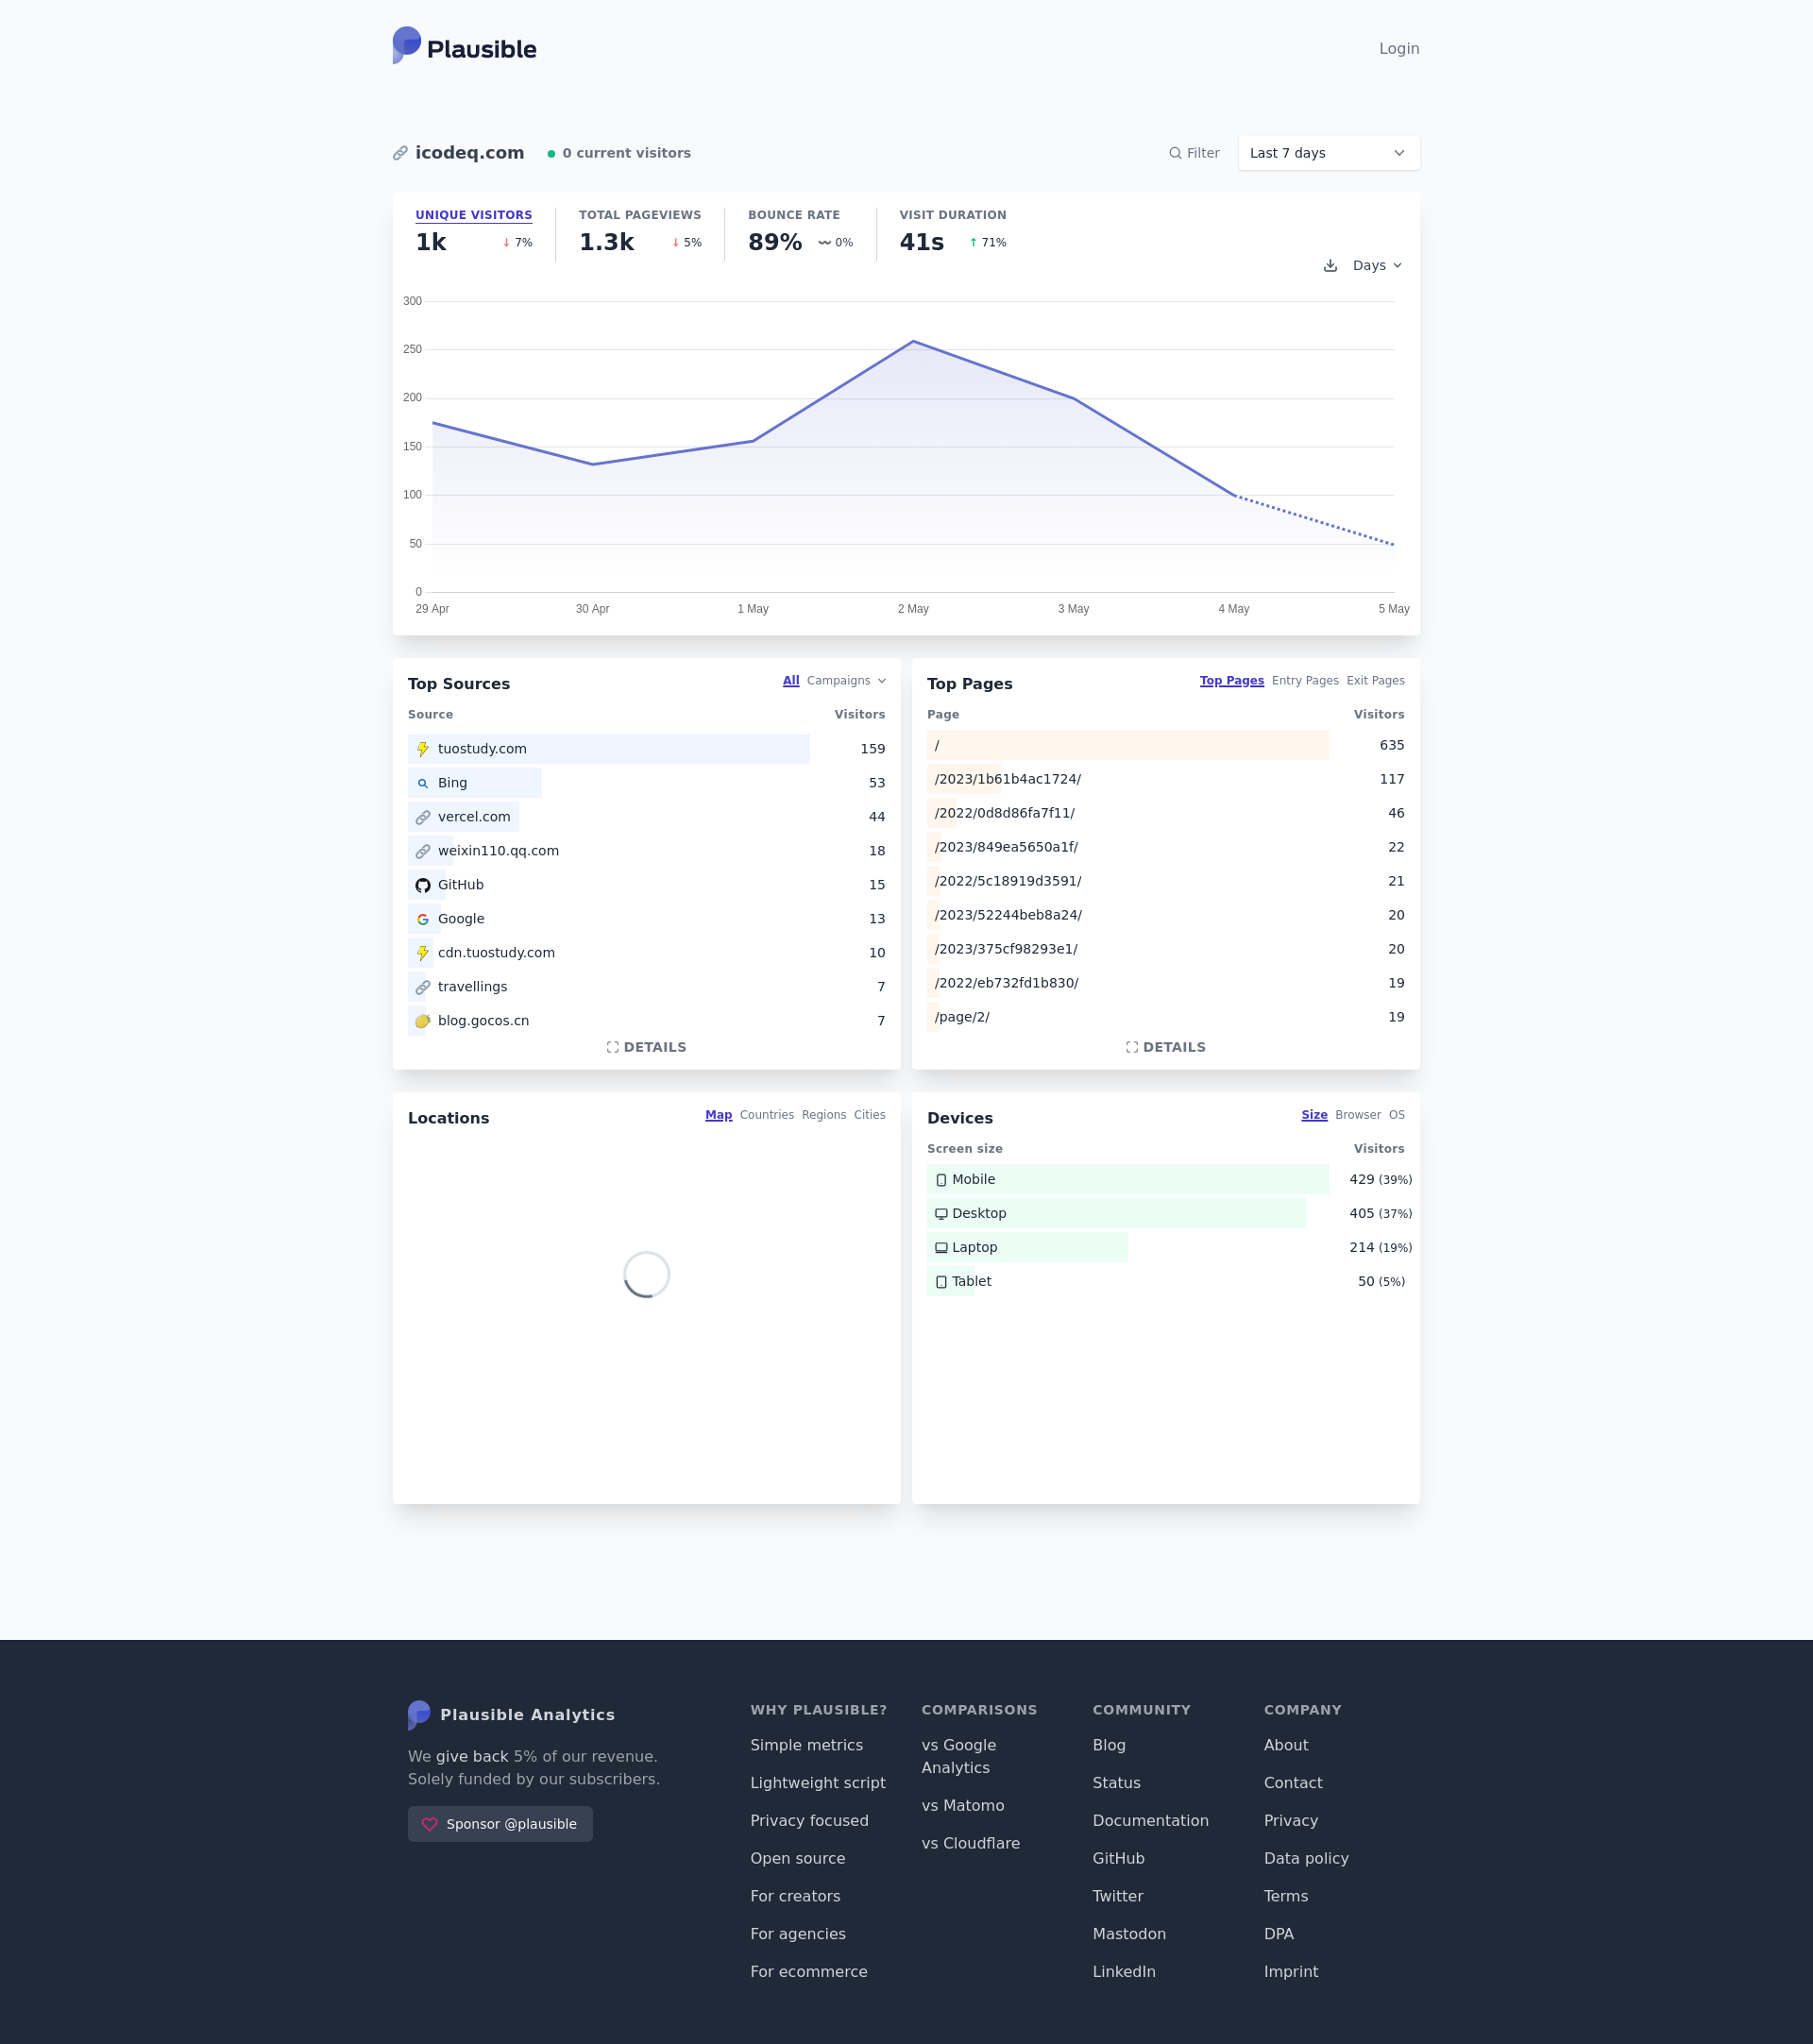 Plausible
Login
icodeq.com
0 current visitors
Filter
Last 7 days
UNIQUE VISITORS
1k
↓ 7%
TOTAL PAGEVIEWS
1.3k
↓ 5%
BOUNCE RATE
89%
〰 0%
VISIT DURATION
41s
↑ 71%
Days
300
250
200
150
100
50
0
29 Apr
30 Apr
1 May
2 May
3 May
4 May
5 May
Top Sources
All Campaigns
Source Visitors
tuostudy.com 159
Bing 53
vercel.com 44
weixin110.qq.com 18
GitHub 15
Google 13
cdn.tuostudy.com 10
travellings 7
blog.gocos.cn 7
DETAILS
Top Pages
Top Pages Entry Pages Exit Pages
Page Visitors
/ 635
/2023/1b61b4ac1724/ 117
/2022/0d8d86fa7f11/ 46
/2023/849ea5650a1f/ 22
/2022/5c18919d3591/ 21
/2023/52244beb8a24/ 20
/2023/375cf98293e1/ 20
/2022/eb732fd1b830/ 19
/page/2/ 19
DETAILS
Locations
Map Countries Regions Cities
Devices
Size Browser OS
Screen size Visitors
Mobile 429 (39%)
Desktop 405 (37%)
Laptop 214 (19%)
Tablet 50 (5%)
Plausible Analytics
We give back 5% of our revenue.
Solely funded by our subscribers.
Sponsor @plausible
WHY PLAUSIBLE?
Simple metrics
Lightweight script
Privacy focused
Open source
For creators
For agencies
For ecommerce
COMPARISONS
vs Google
Analytics
vs Matomo
vs Cloudflare
COMMUNITY
Blog
Status
Documentation
GitHub
Twitter
Mastodon
LinkedIn
COMPANY
About
Contact
Privacy
Data policy
Terms
DPA
Imprint